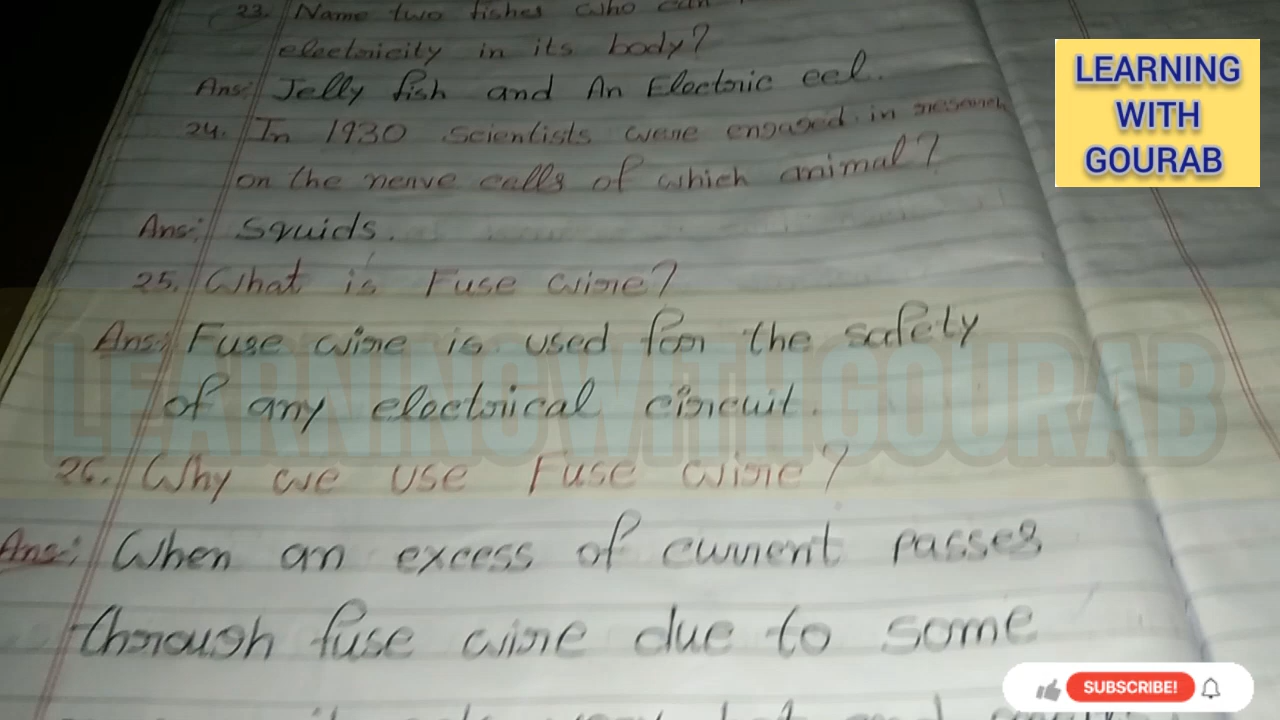 23. Name two fishes who can
electricity in its body?
Ans: Jelly fish and An Electric eel.
24. In 1930 scientists were engaged in research
on the nerve cells of which animal?
Ans: Squids.
25. What is Fuse wire?
Ans: Fuse wire is used for the safety
of any electrical circuit.
26. Why we use Fuse wire?
Ans: When an excess of current passes
through fuse wire due to some
LEARNING
WITH
GOURAB
LEARNINGWITHGOURAB
SUBSCRIBE!